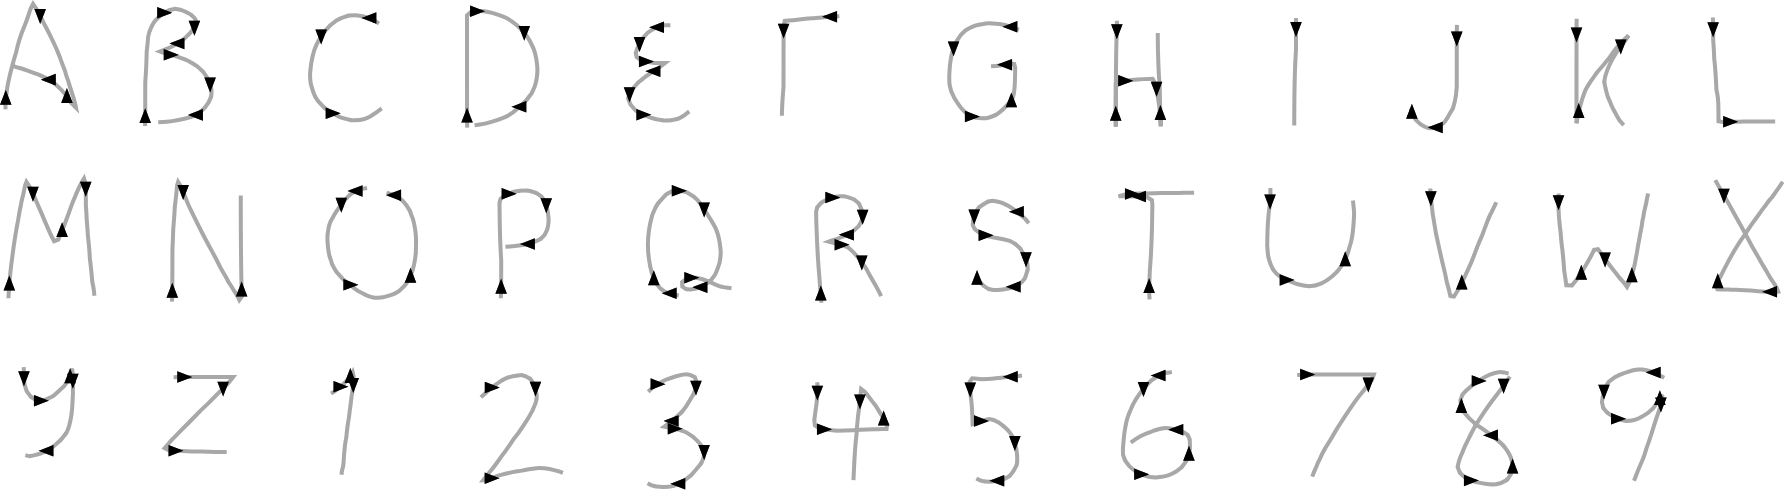 A B C D E Γ G H I J K L
M N O P Q R S T U V W X
Y Z 1 2 3 4 5 6 7 8 9